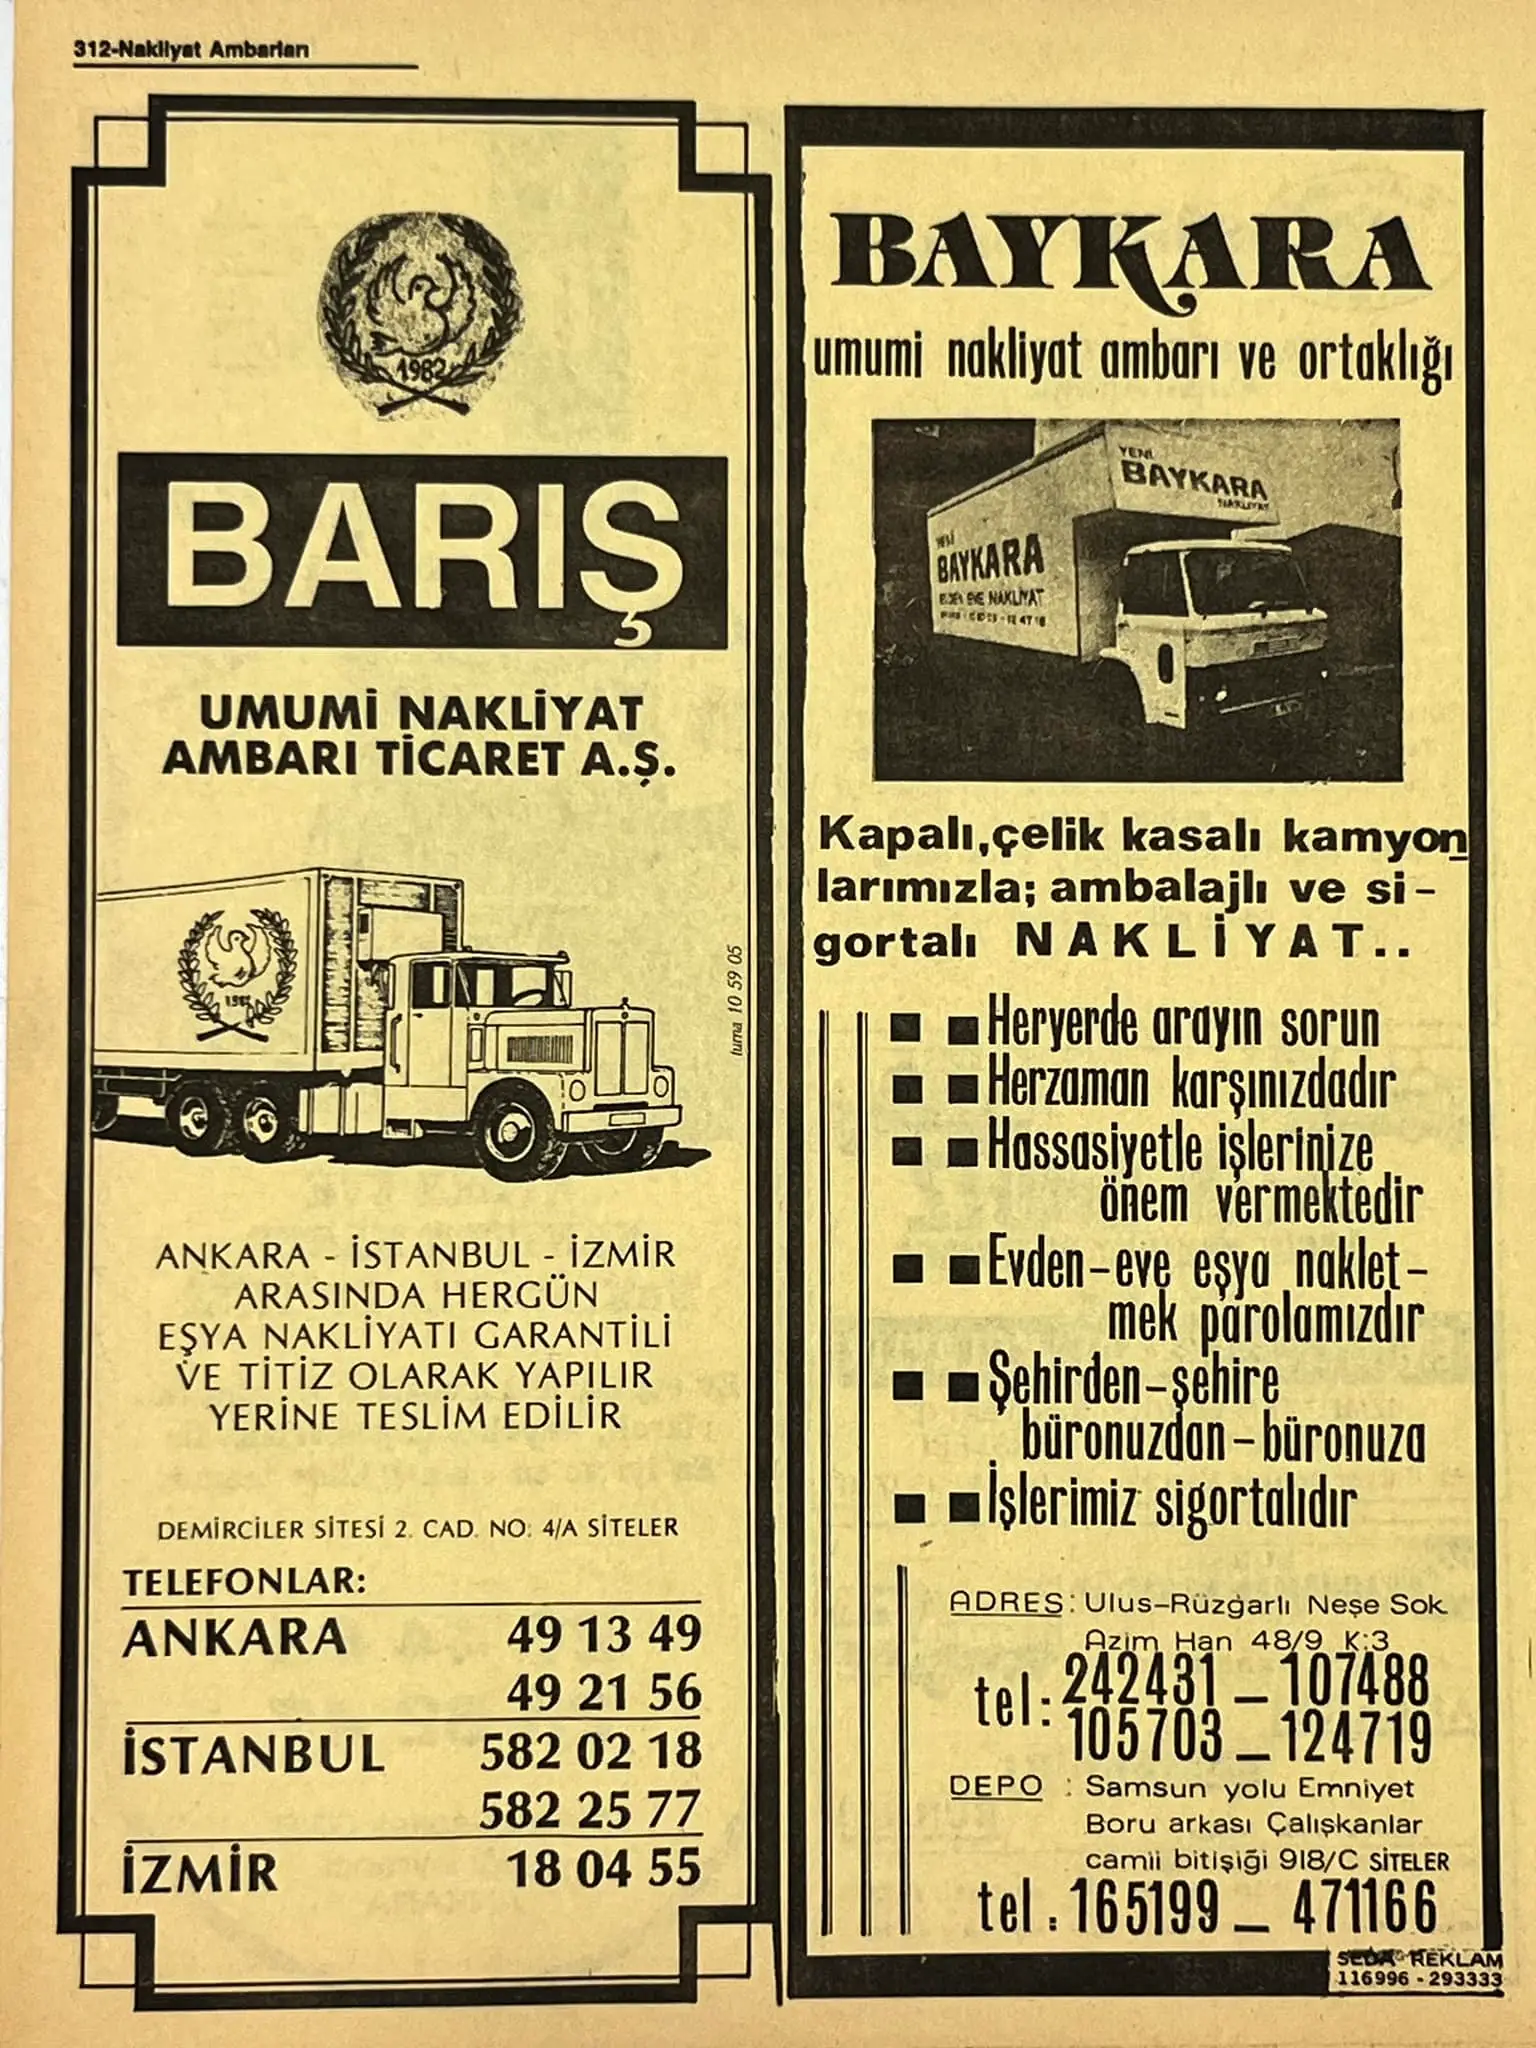 312-Nakliyat Ambarları
1982
BARIŞ
UMUMİ NAKLİYAT
AMBARI TİCARET A.Ş.
1982
tuma 10 59 05
ANKARA - İSTANBUL - İZMİR
ARASINDA HERGÜN
EŞYA NAKLİYATI GARANTİLİ
VE TİTİZ OLARAK YAPILIR
YERİNE TESLİM EDİLİR
DEMİRCİLER SİTESİ 2. CAD. NO: 4/A SİTELER
TELEFONLAR:
ANKARA 49 13 49
49 21 56
İSTANBUL 582 02 18
582 25 77
İZMİR 18 04 55
BAYKARA
umumi nakliyat ambarı ve ortaklığı
YENİ
BAYKARA
NAKLİYAT
YENİ
BAYKARA
EVDEN EVE NAKLİYAT
Kapalı,çelik kasalı kamyon
larımızla; ambalajlı ve si-
gortalı NAKLİYAT..
Heryerde arayın sorun
Herzaman karşınızdadır
Hassasiyetle işlerinize
önem vermektedir
Evden-eve eşya naklet-
mek parolamızdır
Şehirden-şehire
büronuzdan-büronuza
İşlerimiz sigortalıdır
ADRES: Ulus-Rüzgarlı Neşe Sok.
Azim Han 48/9 K:3
tel: 242431 - 107488
105703 - 124719
DEPO : Samsun yolu Emniyet
Boru arkası Çalışkanlar
camii bitişiği 918/C SİTELER
tel. 165199 - 471166
SEDA REKLAM
116996 - 293333